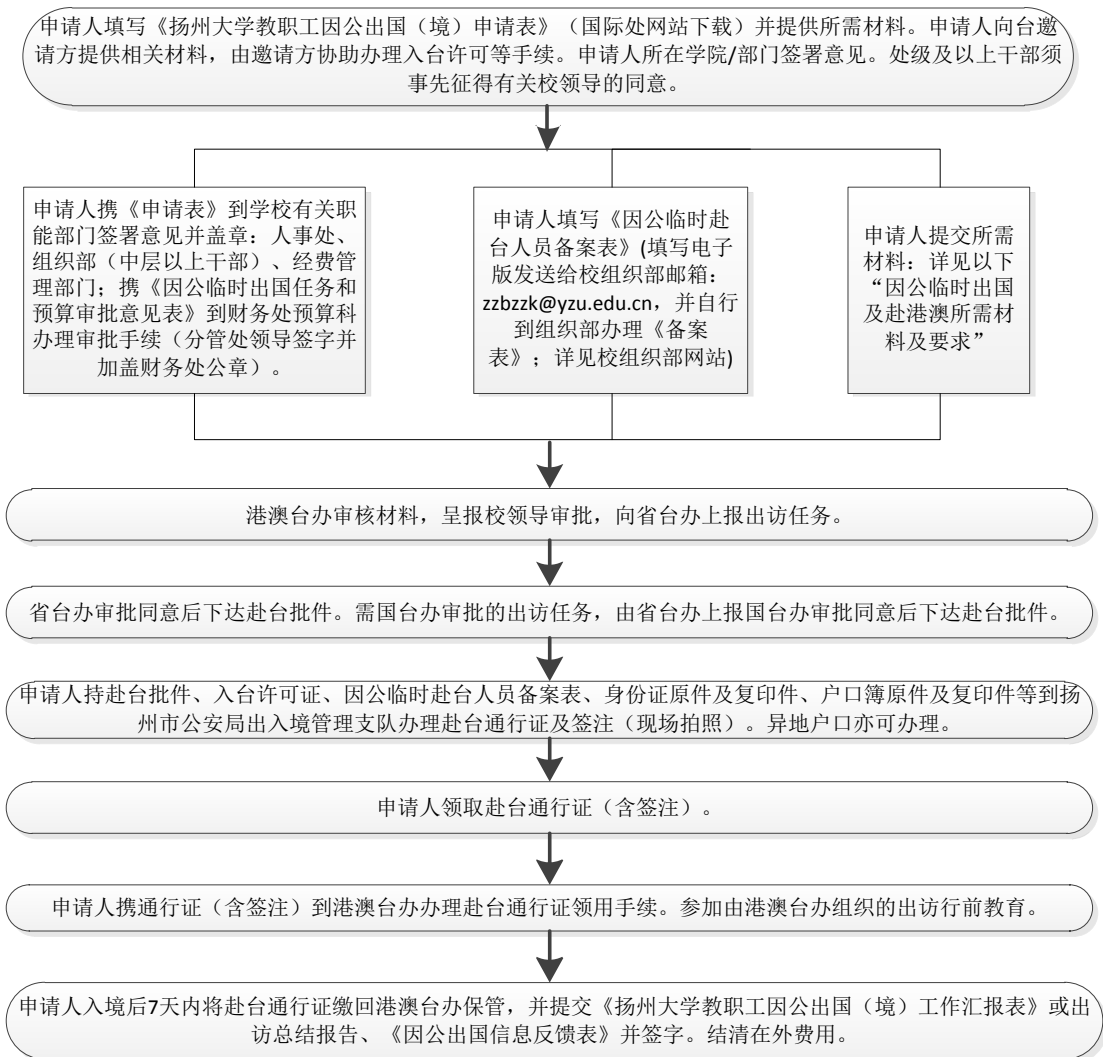 申请人填写《扬州大学教职工因公出国（境）申请表》（国际处网站下载）并提供所需材料。申请人向台邀
请方提供相关材料，由邀请方协助办理入台许可等手续。申请人所在学院/部门签署意见。处级及以上干部须
事先征得有关校领导的同意。
申请人携《申请表》到学校有关职
能部门签署意见并盖章：人事处、
组织部（中层以上干部）、经费管
理部门；携《因公临时出国任务和
预算审批意见表》到财务处预算科
办理审批手续（分管处领导签字并
加盖财务处公章）。
申请人填写《因公临时赴
台人员备案表》(填写电子
版发送给校组织部邮箱：
zzbzzk@yzu.edu.cn，并自行
到组织部办理《备案
表》；详见校组织部网站)
申请人提交所需
材料：详见以下
“因公临时出国
及赴港澳所需材
料及要求”
港澳台办审核材料，呈报校领导审批，向省台办上报出访任务。
省台办审批同意后下达赴台批件。需国台办审批的出访任务，由省台办上报国台办审批同意后下达赴台批件。
申请人持赴台批件、入台许可证、因公临时赴台人员备案表、身份证原件及复印件、户口簿原件及复印件等到扬
州市公安局出入境管理支队办理赴台通行证及签注（现场拍照）。异地户口亦可办理。
申请人领取赴台通行证（含签注）。
申请人携通行证（含签注）到港澳台办办理赴台通行证领用手续。参加由港澳台办组织的出访行前教育。
申请人入境后7天内将赴台通行证缴回港澳台办保管，并提交《扬州大学教职工因公出国（境）工作汇报表》或出
访总结报告、《因公出国信息反馈表》并签字。结清在外费用。